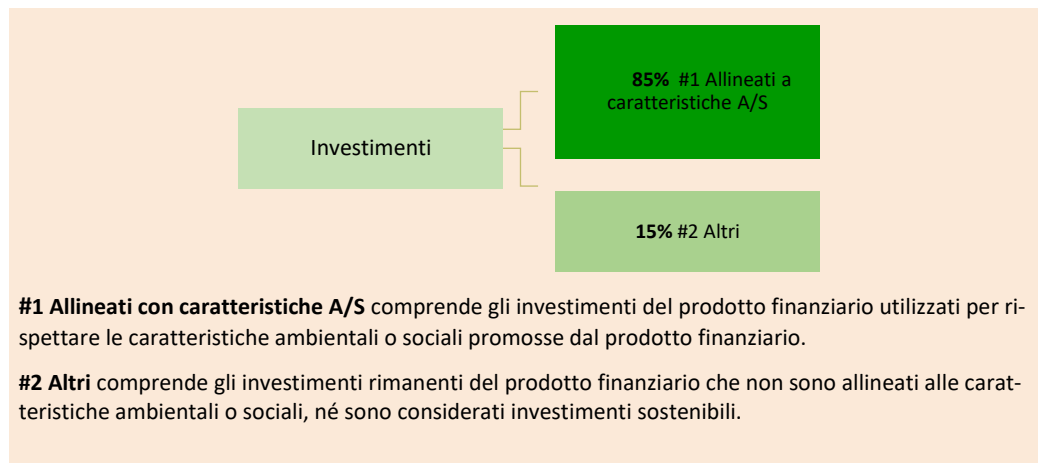 85% #1 Allineati a
caratteristiche A/S
Investimenti
15% #2 Altri
#1 Allineati con caratteristiche A/S comprende gli investimenti del prodotto finanziario utilizzati per ri-
spettare le caratteristiche ambientali o sociali promosse dal prodotto finanziario.
#2 Altri comprende gli investimenti rimanenti del prodotto finanziario che non sono allineati alle carat-
teristiche ambientali o sociali, né sono considerati investimenti sostenibili.